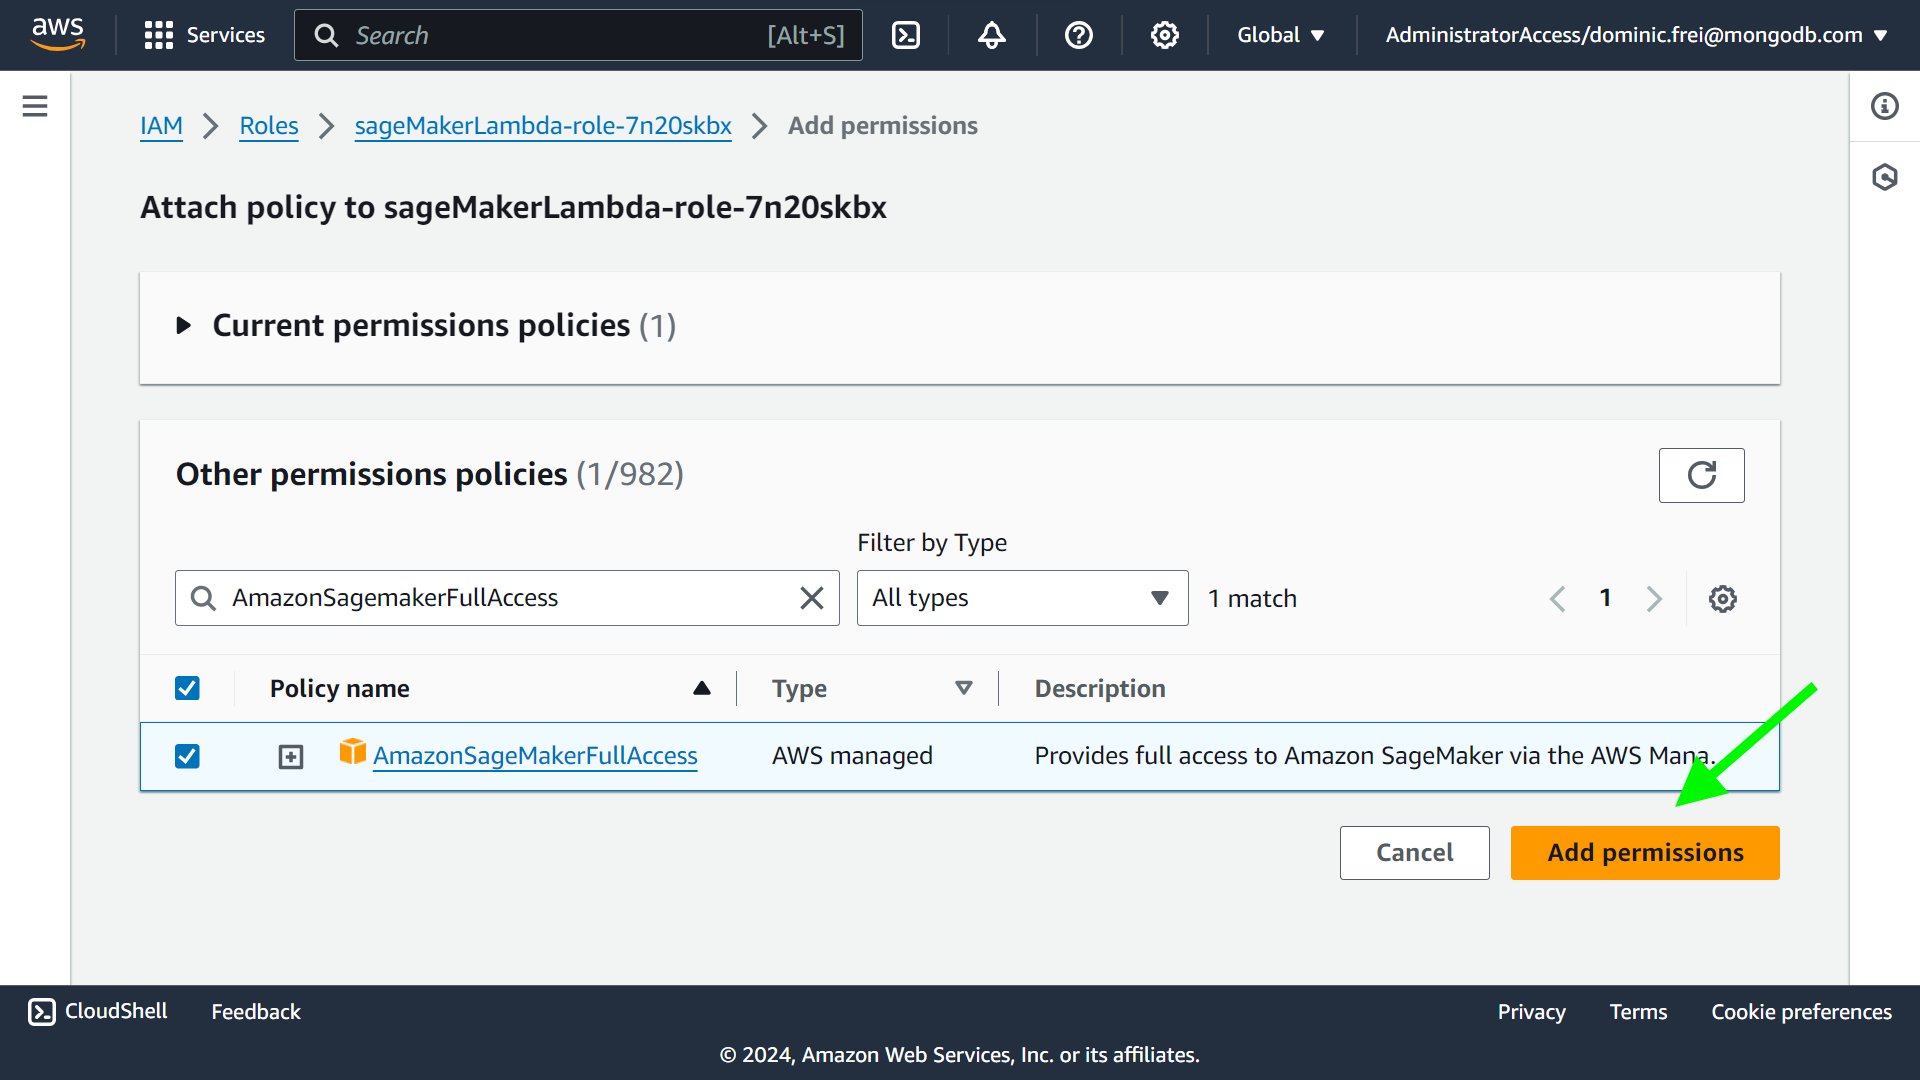 aws Services Search [Alt+S] Global AdministratorAccess/dominic.frei@mongodb.com
IAM Roles sageMakerLambda-role-7n20skbx Add permissions
Attach policy to sageMakerLambda-role-7n20skbx
Current permissions policies (1)
Other permissions policies (1/982)
Filter by Type
AmazonSagemakerFullAccess All types 1 match 1
Policy name Type Description
AmazonSageMakerFullAccess AWS managed Provides full access to Amazon SageMaker via the AWS Mana...
Cancel Add permissions
CloudShell Feedback Privacy Terms Cookie preferences
© 2024, Amazon Web Services, Inc. or its affiliates.